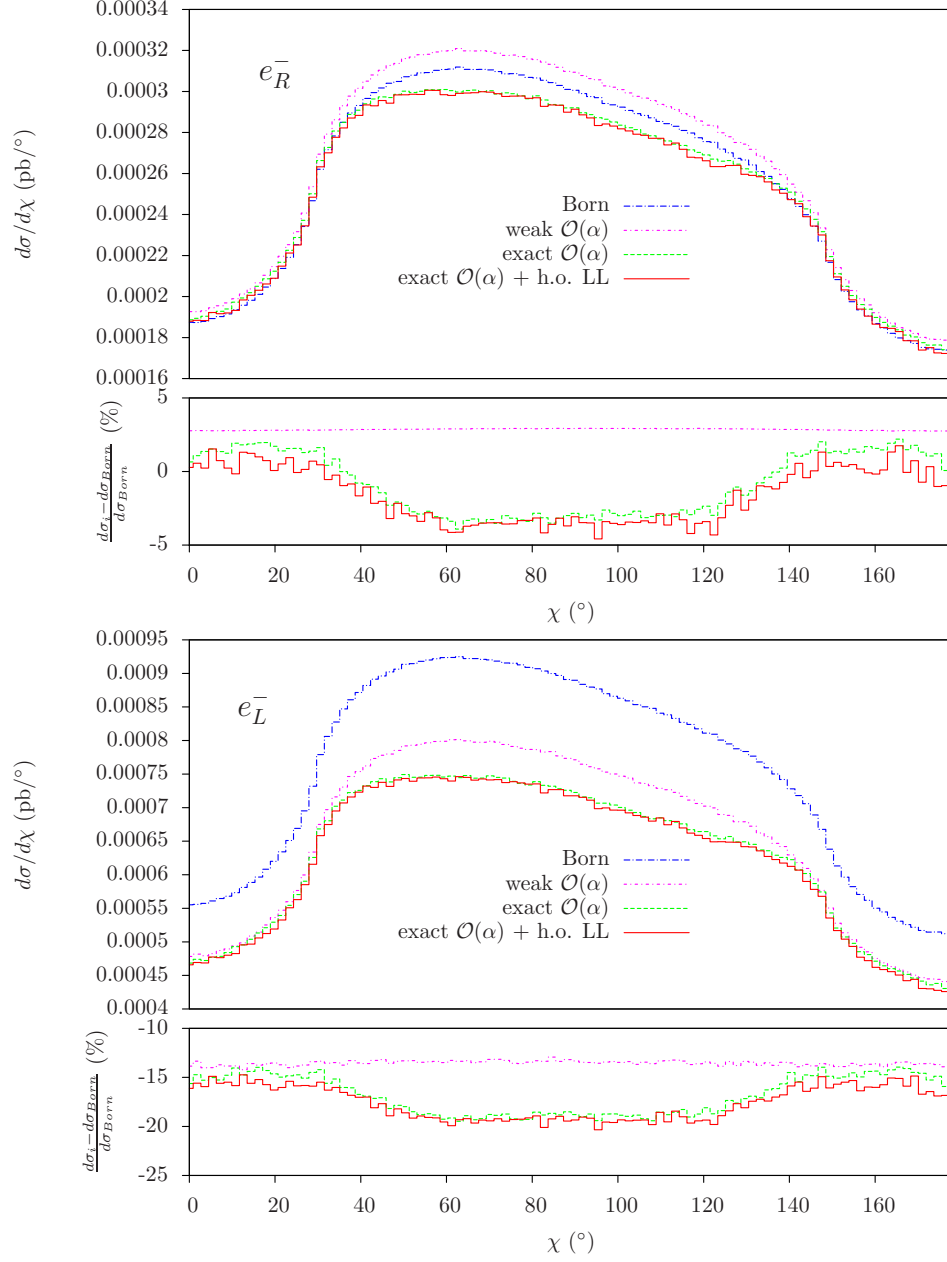 0.00034
0.00032
0.0003
0.00028
0.00026
0.00024
0.00022
0.0002
0.00018
0.00016
dσ/dχ (pb/°)
e_R^-
Born
weak 𝒪(α)
exact 𝒪(α)
exact 𝒪(α) + h.o. LL
5
0
-5
(dσ_i−dσ_Born)/dσ_Born (%)
0 20 40 60 80 100 120 140 160
χ (°)
0.00095
0.0009
0.00085
0.0008
0.00075
0.0007
0.00065
0.0006
0.00055
0.0005
0.00045
0.0004
dσ/dχ (pb/°)
e_L^-
Born
weak 𝒪(α)
exact 𝒪(α)
exact 𝒪(α) + h.o. LL
-10
-15
-20
-25
(dσ_i−dσ_Born)/dσ_Born (%)
0 20 40 60 80 100 120 140 160
χ (°)